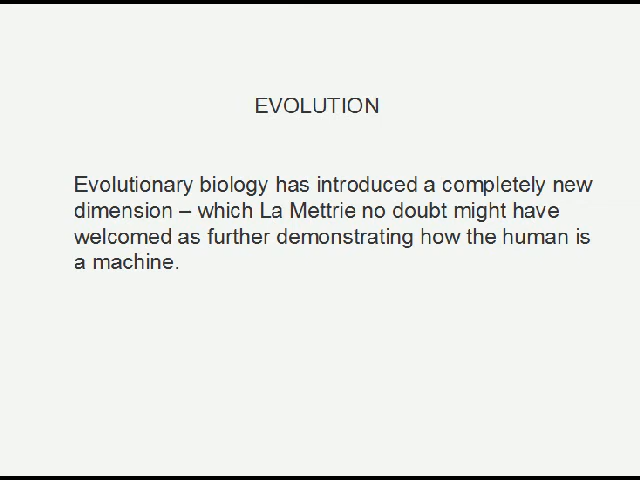 EVOLUTION
Evolutionary biology has introduced a completely new
dimension – which La Mettrie no doubt might have
welcomed as further demonstrating how the human is
a machine.